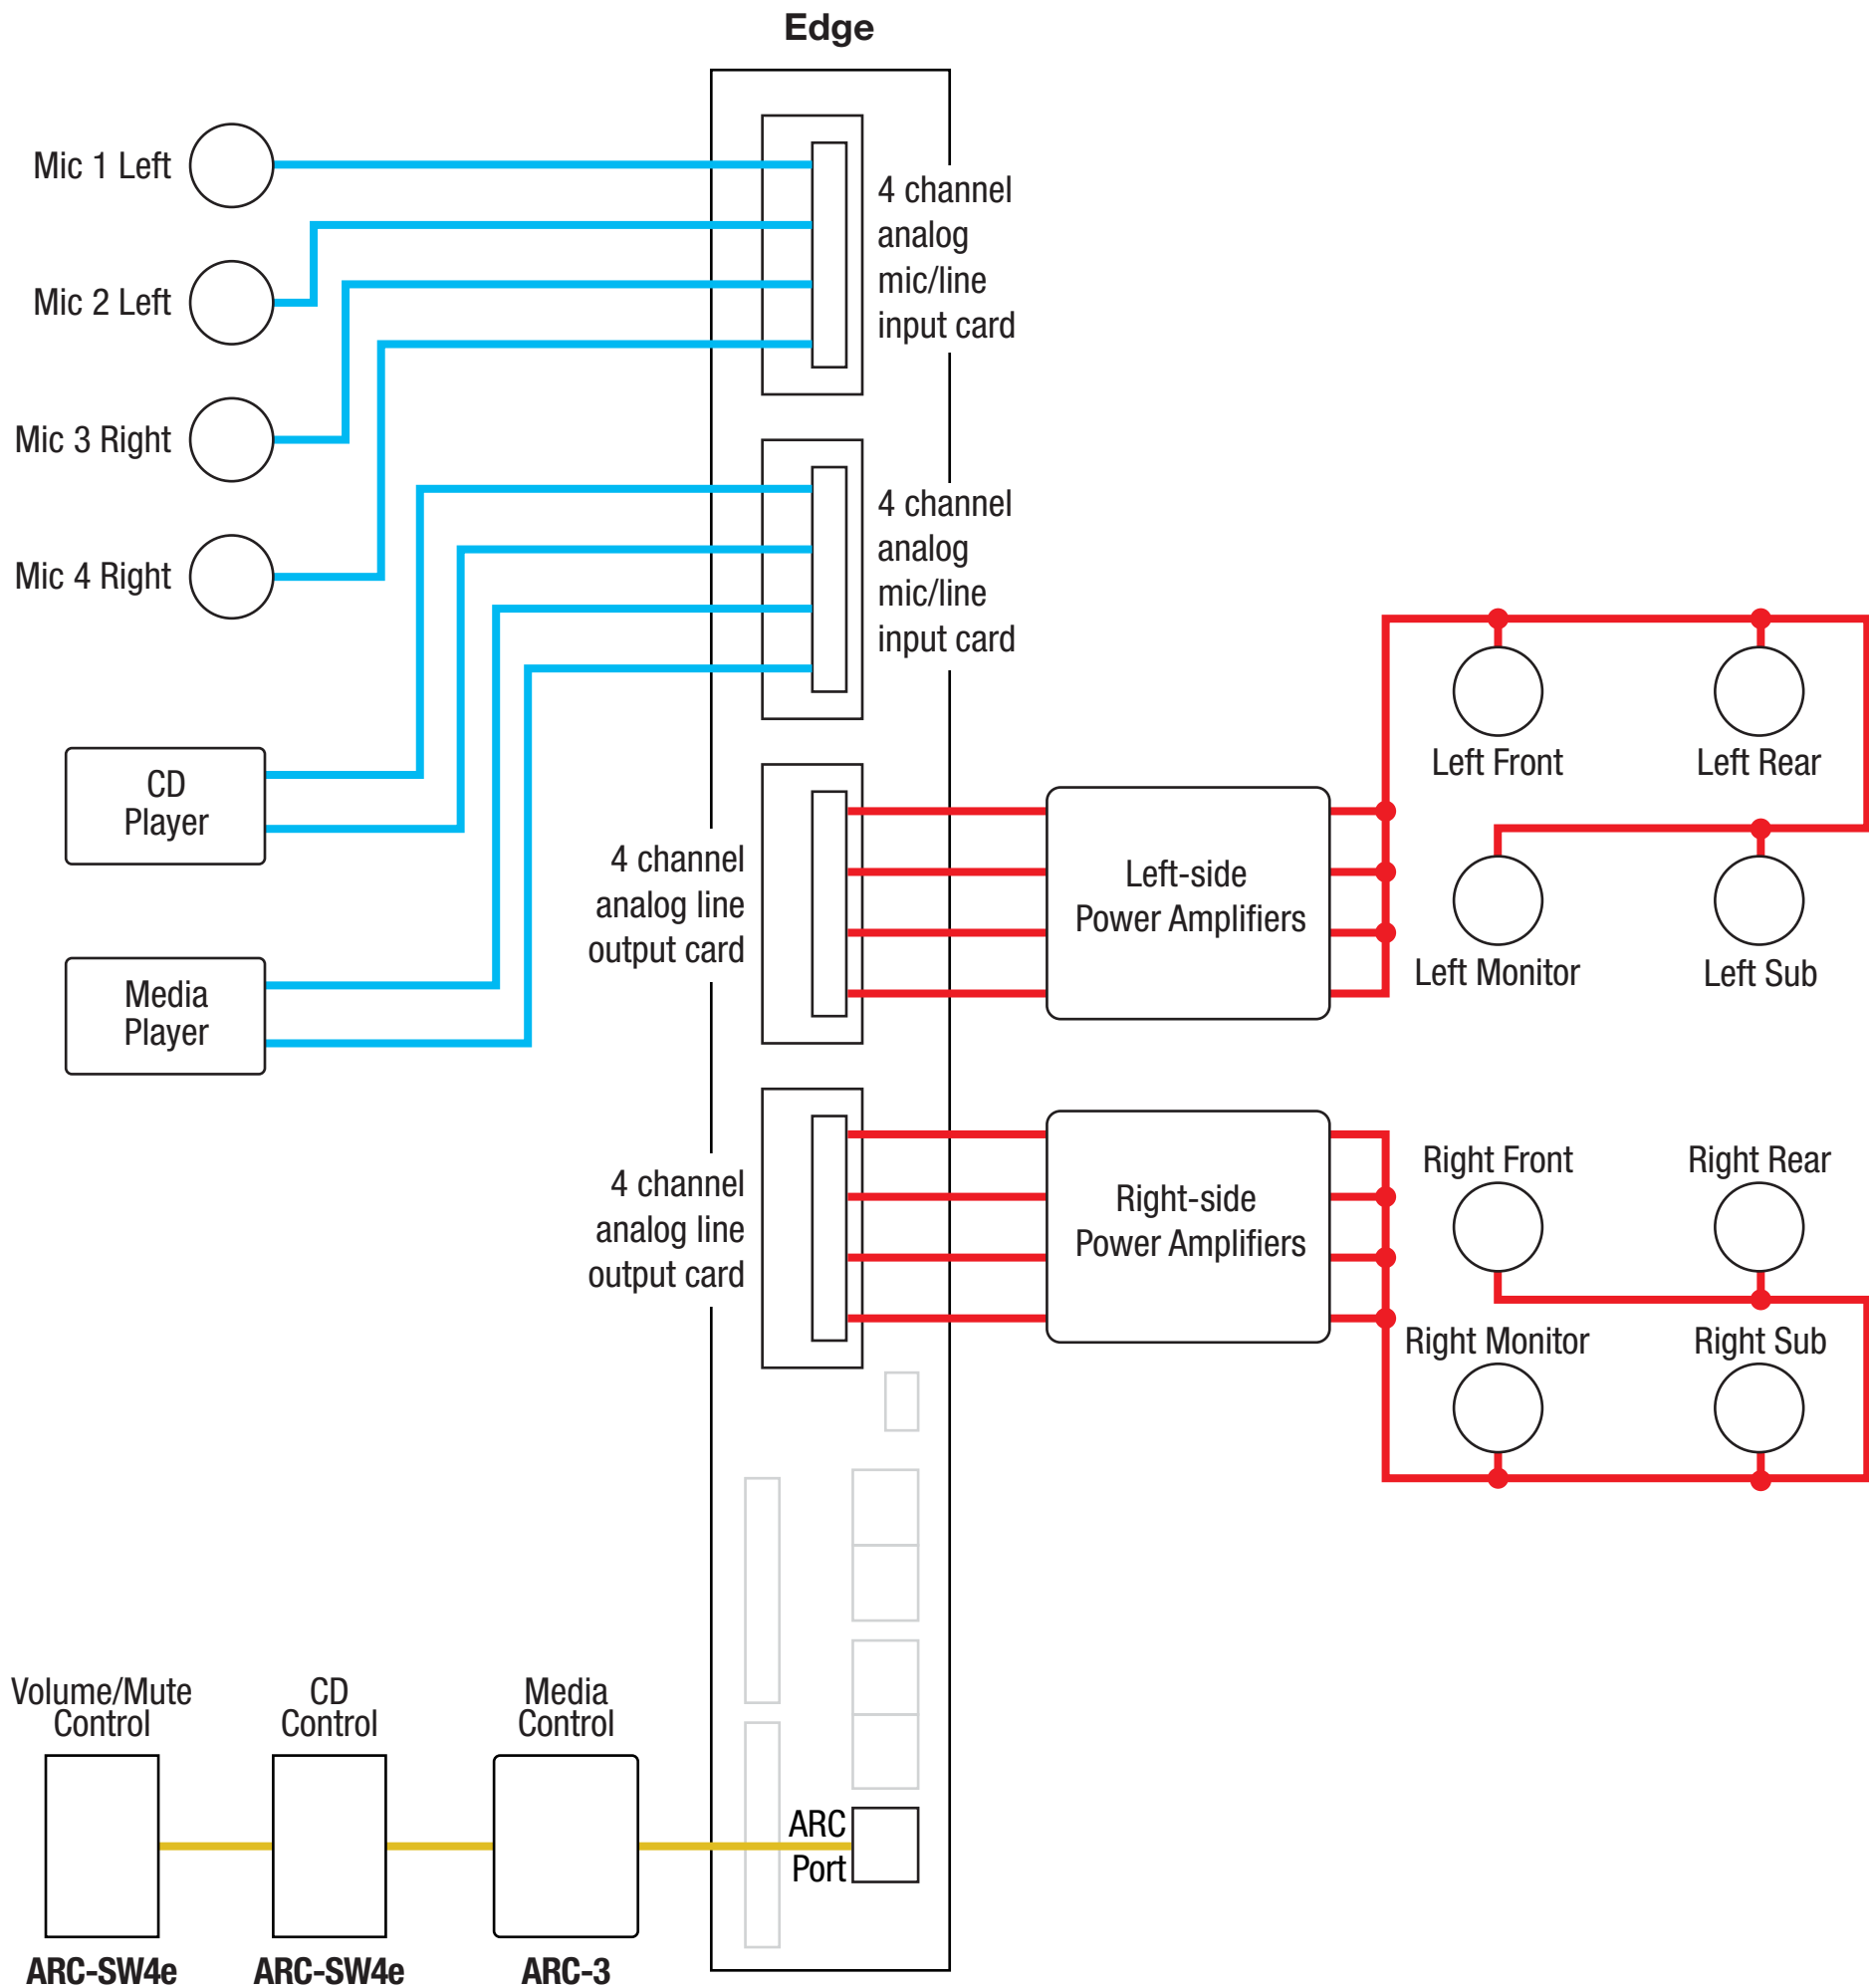 Edge
Mic 1 Left
4 channel
analog
mic/line
input card
Mic 2 Left
Mic 3 Right
Mic 4 Right
4 channel
analog
mic/line
input card
CD
Player
Media
Player
4 channel
analog line
output card
Left-side
Power Amplifiers
Left Front
Left Rear
Left Monitor
Left Sub
4 channel
analog line
output card
Right-side
Power Amplifiers
Right Front
Right Rear
Right Monitor
Right Sub
Volume/Mute
Control
CD
Control
Media
Control
ARC
Port
ARC-SW4e
ARC-SW4e
ARC-3